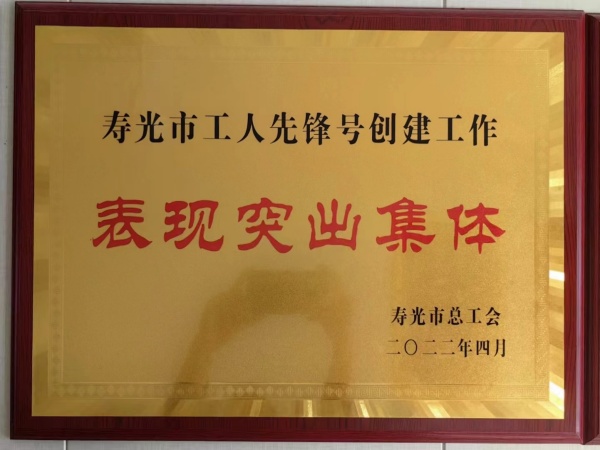 寿光市工人先锋号创建工作
表现突出集体
寿光市总工会
二〇二二年四月